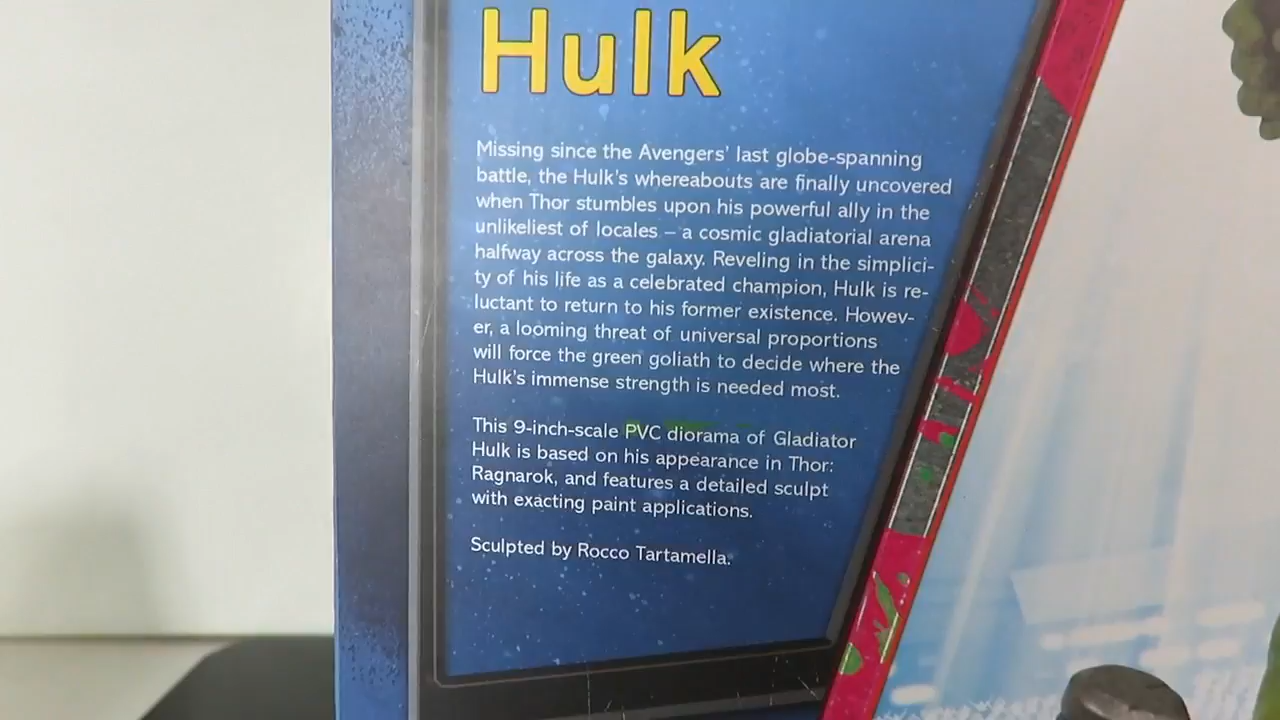 Hulk
Missing since the Avengers' last globe-spanning
battle, the Hulk's whereabouts are finally uncovered
when Thor stumbles upon his powerful ally in the
unlikeliest of locales – a cosmic gladiatorial arena
halfway across the galaxy. Reveling in the simplici-
ty of his life as a celebrated champion, Hulk is re-
luctant to return to his former existence. Howev-
er, a looming threat of universal proportions
will force the green goliath to decide where the
Hulk's immense strength is needed most.
This 9-inch-scale PVC diorama of Gladiator
Hulk is based on his appearance in Thor:
Ragnarok, and features a detailed sculpt
with exacting paint applications.
Sculpted by Rocco Tartamella.